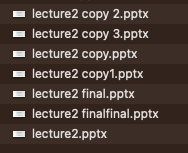 lecture2 copy 2.pptx
lecture2 copy 3.pptx
lecture2 copy.pptx
lecture2 copy1.pptx
lecture2 final.pptx
lecture2 finalfinal.pptx
lecture2.pptx